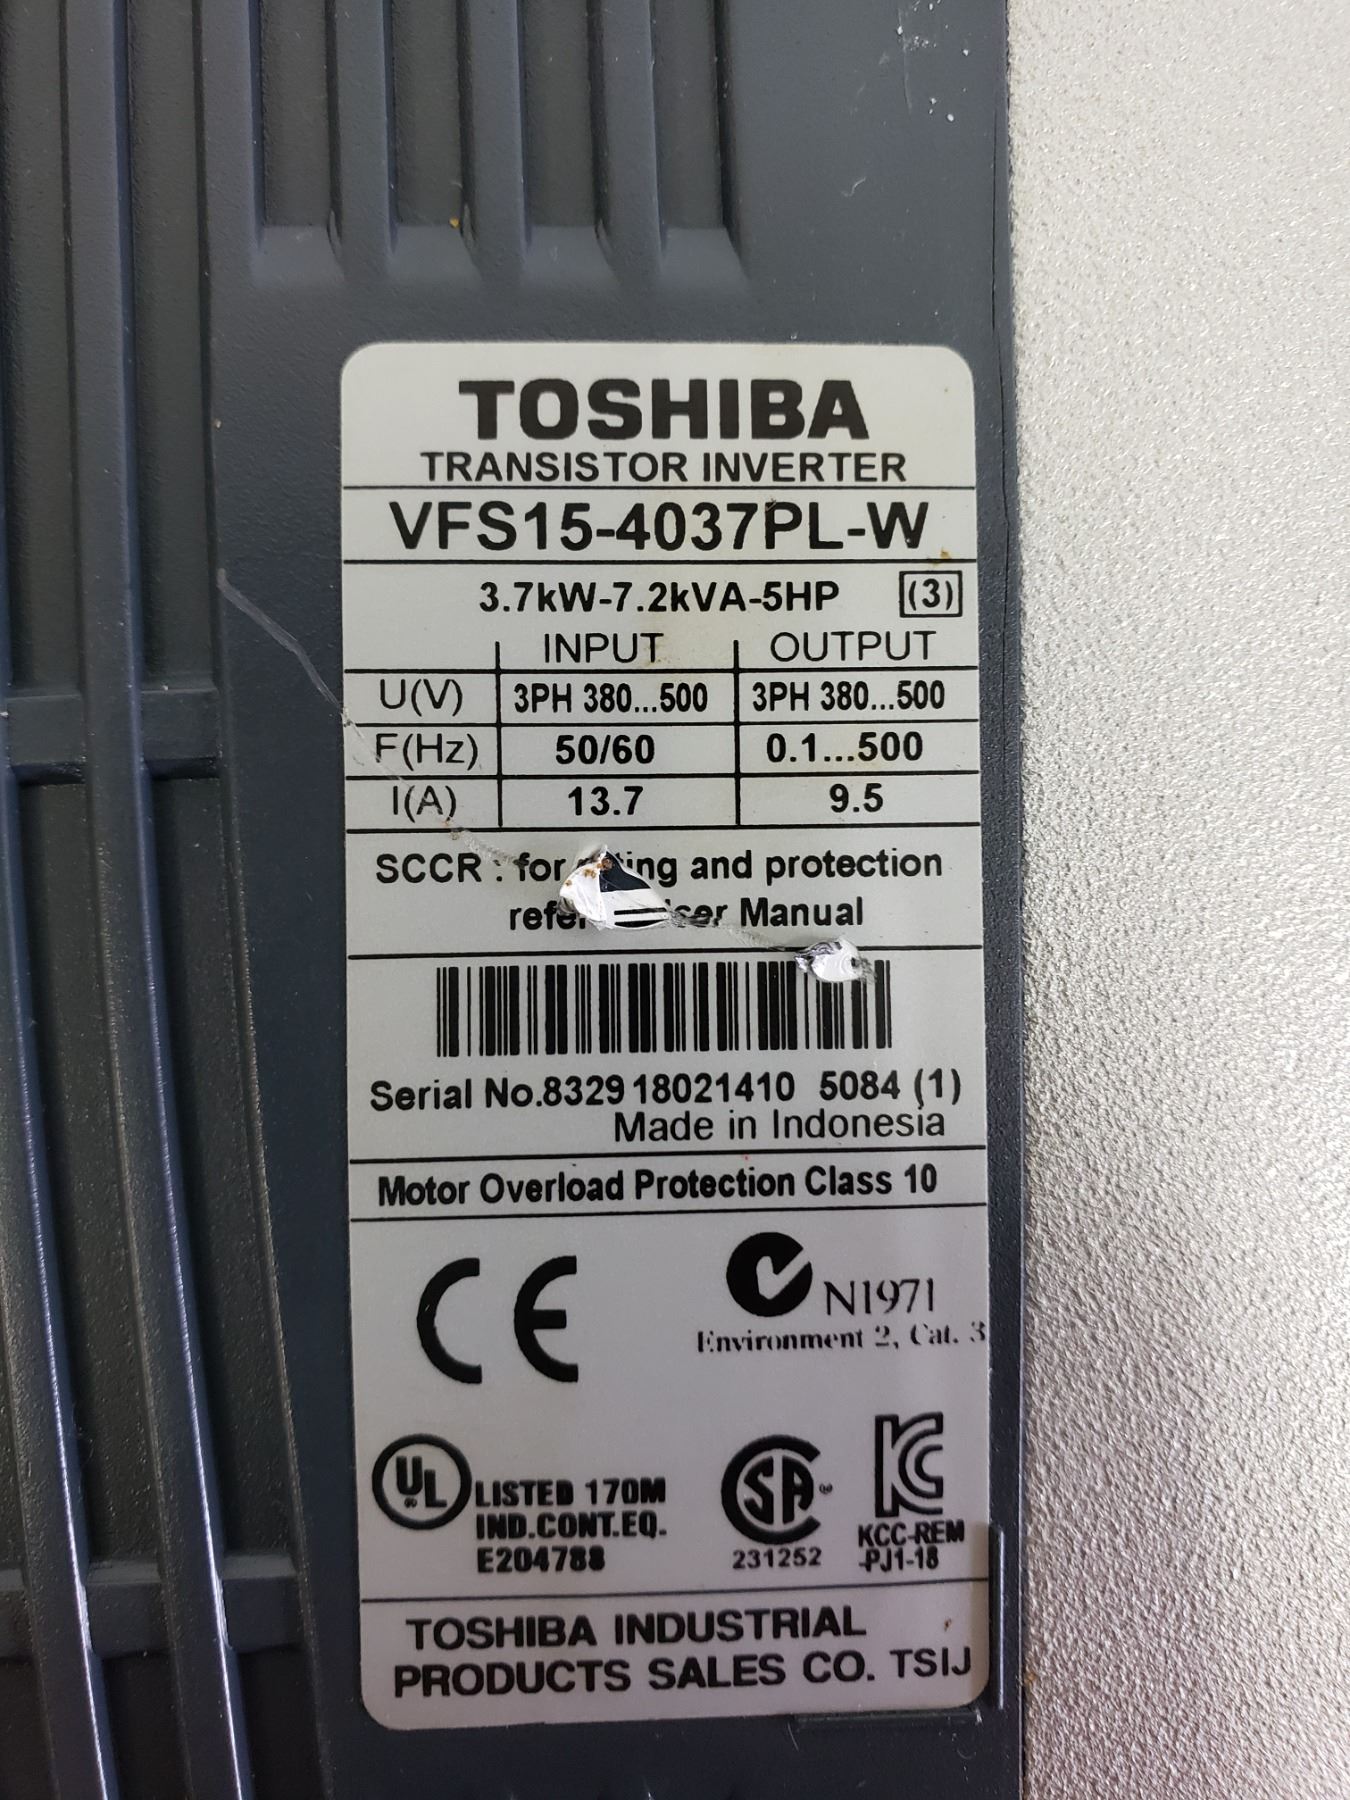 TOSHIBA
TRANSISTOR INVERTER
VFS15-4037PL-W
3.7kW-7.2kVA-5HP (3)
INPUT OUTPUT
U(V) 3PH 380...500 3PH 380...500
F(Hz) 50/60 0.1...500
I(A) 13.7 9.5
SCCR : for and protection
Manual
Serial No.8329 18021410 5084 (1)
Made in Indonesia
Motor Overload Protection Class 10
CE
N1971
Environment 2, Cat. 3
UL LISTED 170M
IND.CONT.EQ.
E204788
SA
231252
KC
KCC-REM
-PJ1-18
TOSHIBA INDUSTRIAL
PRODUCTS SALES CO. TSIJ